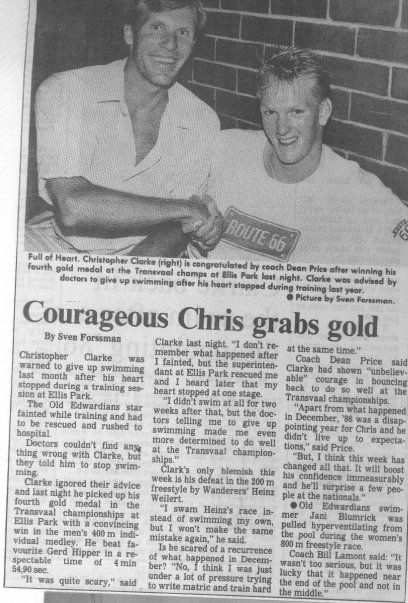 ROUTE 66
Full of Heart. Christopher Clarke (right) is congratulated by coach Dean Price after winning his
fourth gold medal at the Transvaal champs at Ellis Park last night. Clarke was advised by
doctors to give up swimming after his heart stopped during training last year.
● Picture by Sven Forssman.
Courageous Chris grabs gold
By Sven Forssman
Christopher Clarke was
warned to give up swimming
last month after his heart
stopped during a training ses-
sion at Ellis Park.
The Old Edwardians star
fainted while training and had
to be rescued and rushed to
hospital.
Doctors couldn't find any
thing wrong with Clarke, but
they told him to stop swim-
ming.
Clarke ignored their advice
and last night he picked up his
fourth gold medal in the
Transvaal championships at
Ellis Park with a convincing
win in the men's 400 m indi-
vidual medley. He beat fa-
vourite Gerd Hipper in a re-
spectable time of 4 min
54,90 sec.
"It was quite scary," said
Clarke last night. "I don't re-
member what happened after
I fainted, but the superinten-
dant at Ellis Park rescued me
and I heard later that my
heart stopped at one stage.
"I didn't swim at all for two
weeks after that, but the doc-
tors telling me to give up
swimming made me even
more determined to do well
at the Transvaal champion-
ships."
Clark's only blemish this
week is his defeat in the 200 m
freestyle by Wanderers' Heinz
Weilert.
"I swam Heinz's race in-
stead of swimming my own,
but I won't make the same
mistake again," he said.
Is he scared of a recurrence
of what happened in Decem-
ber? "No, I think I was just
under a lot of pressure trying
to write matric and train hard
at the same time."
Coach Dean Price said
Clarke had shown "unbeliev-
able" courage in bouncing
back to do so well at the
Transvaal championships.
"Apart from what happened
in December, '86 was a disap-
pointing year for Chris and he
didn't live up to expecta-
tions," said Price.
"But, I think this week has
changed all that. It will boost
his confidence immeasurably
and he'll surprise a few peo-
ple at the nationals."
● Old Edwardians swim-
mer Jani Blumrick was
pulled hyperventilating from
the pool during the women's
800 m freestyle race.
Coach Bill Lamont said: "It
wasn't too serious, but it was
lucky that it happened near
the end of the pool and not in
the middle."